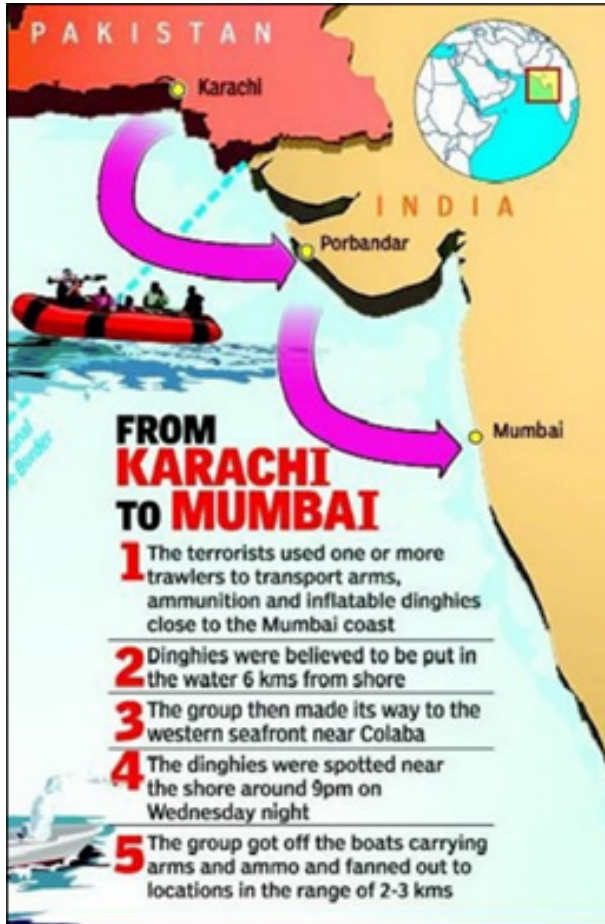 PAKISTAN
Karachi
INDIA
Porbandar
Mumbai
Border
FROM
KARACHI
TO MUMBAI
1 The terrorists used one or more
trawlers to transport arms,
ammunition and inflatable dinghies
close to the Mumbai coast
2 Dinghies were believed to be put in
the water 6 kms from shore
3 The group then made its way to the
western seafront near Colaba
4 The dinghies were spotted near
the shore around 9pm on
Wednesday night
5 The group got off the boats carrying
arms and ammo and fanned out to
locations in the range of 2-3 kms